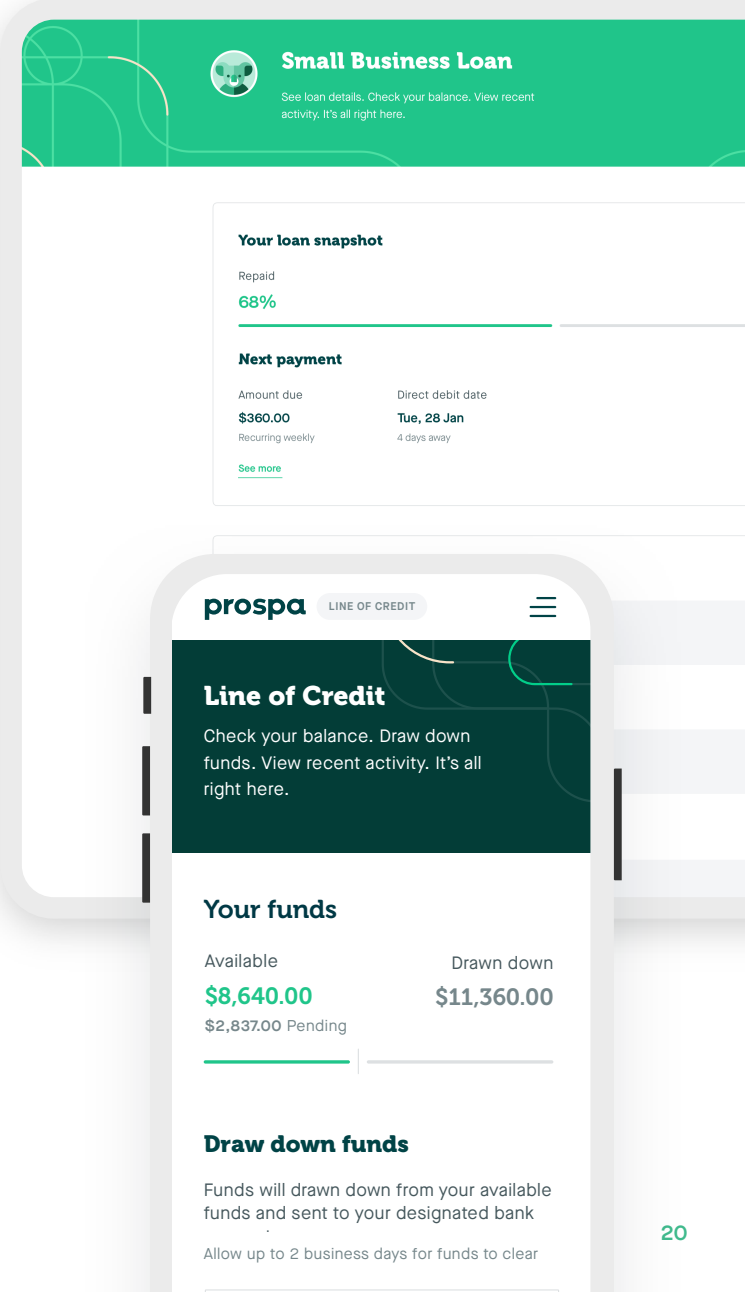 Small Business Loan
See loan details. Check your balance. View recent
activity. It's all right here.
Your loan snapshot
Repaid
68%
Next payment
Amount due
Direct debit date
$360.00
Tue, 28 Jan
Recurring weekly
4 days away
See more
prospa
LINE OF CREDIT
Line of Credit
Check your balance. Draw down
funds. View recent activity. It's all
right here.
Your funds
Available
Drawn down
$8,640.00
$11,360.00
$2,837.00 Pending
Draw down funds
Funds will drawn down from your available
funds and sent to your designated bank
Allow up to 2 business days for funds to clear
20